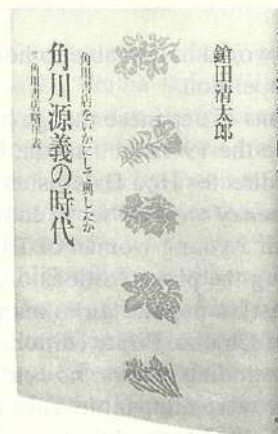 鎗田清太郎
角川書店をいかにして興したか
角川源義の時代
角川書店略年表